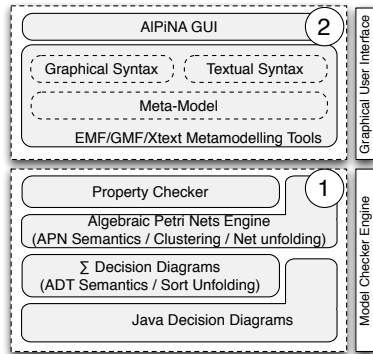 AlPiNA GUI
2
Graphical Syntax
Textual Syntax
Meta-Model
EMF/GMF/Xtext Metamodelling Tools
Graphical User Interface
1
Property Checker
Algebraic Petri Nets Engine
(APN Semantics / Clustering / Net unfolding)
∑ Decision Diagrams
(ADT Semantics / Sort Unfolding)
Java Decision Diagrams
Model Checker Engine